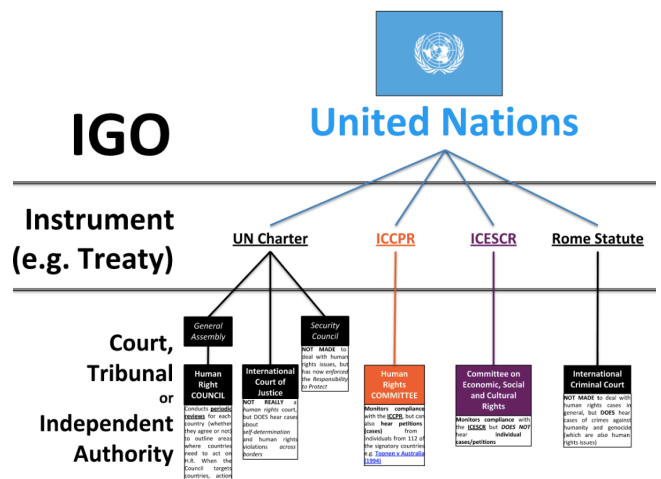 IGO
United Nations
Instrument
(e.g. Treaty)
UN Charter
ICCPR
ICESCR
Rome Statute
Court,
Tribunal
or
Independent
Authority
General
Assembly
Human
Right
COUNCIL
Conducts periodic
reviews for each
country (whether
they agree or not)
to outline areas
where countries
need to act on
H.R. When the
Council targets
countries, action
International
Court of
Justice
NOT REALLY a
human rights court,
but DOES hear cases
about
self-determination
and human rights
violations across
borders
Security
Council
NOT MADE to
deal with human
rights issues, but
has now enforced
the Responsibility
to Protect
Human
Rights
COMMITTEE
Monitors compliance
with the ICCPR, but can
also hear petitions
(cases) from
individuals from 112 of
the signatory countries
e.g. Toonen v Australia
(1994)
Committee on
Economic, Social
and Cultural
Rights
Monitors compliance with
the ICESCR but DOES NOT
hear individual
cases/petitions
International
Criminal Court
NOT MADE to deal with
human rights cases in
general, but DOES hear
cases of crimes against
humanity and genocide
(which are also human
rights issues)